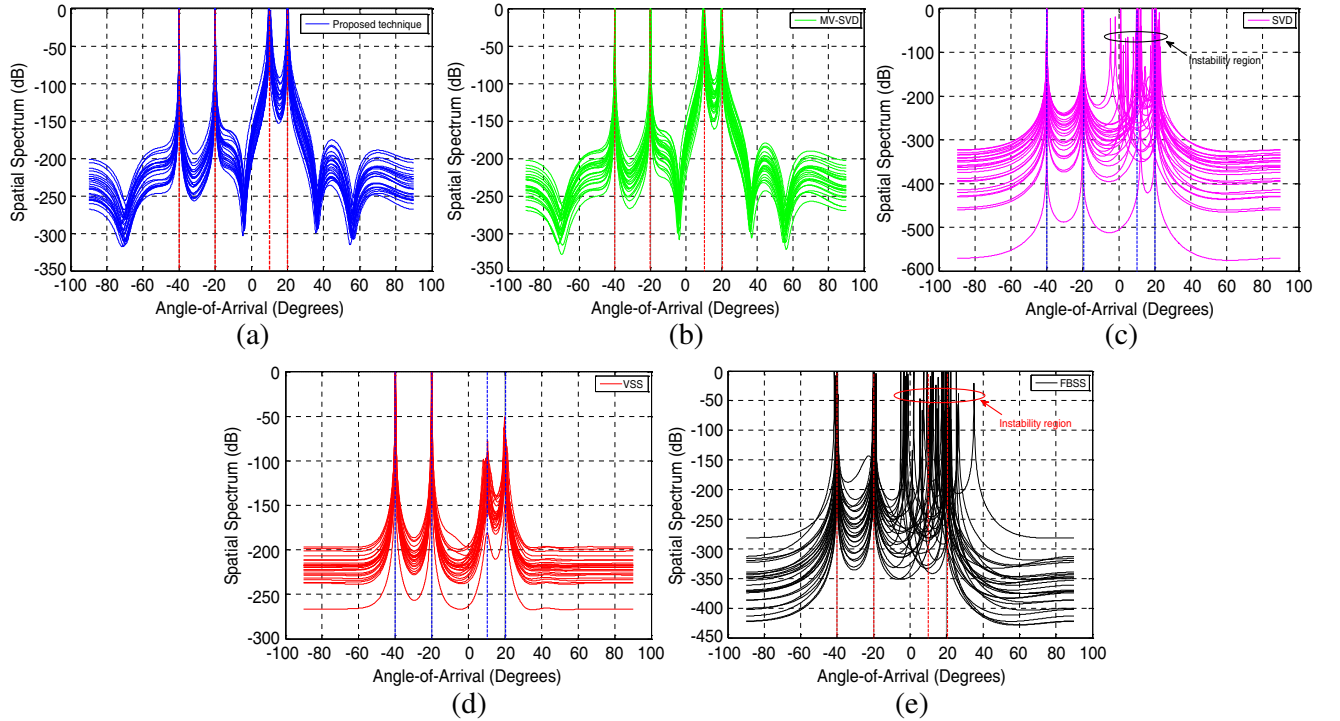 Proposed technique
0
-50
-100
-150
-200
-250
-300
-350
Spatial Spectrum (dB)
-100 -80 -60 -40 -20 0 20 40 60 80 100
Angle-of-Arrival (Degrees)
(a)
MV-SVD
0
-50
-100
-150
-200
-250
-300
-350
Spatial Spectrum (dB)
-100 -80 -60 -40 -20 0 20 40 60 80 100
Angle-of-Arrival (Degrees)
(b)
SVD
Instability region
0
-100
-200
-300
-400
-500
-600
Spatial Spectrum (dB)
-100 -80 -60 -40 -20 0 20 40 60 80 100
Angle-of-Arrival (Degrees)
(c)
VSS
0
-50
-100
-150
-200
-250
-300
Spatial Spectrum (dB)
-100 -80 -60 -40 -20 0 20 40 60 80 100
Angle-of-Arrival (Degrees)
(d)
FBSS
Instability region
0
-50
-100
-150
-200
-250
-300
-350
-400
-450
Spatial Spectrum (dB)
-100 -80 -60 -40 -20 0 20 40 60 80 100
Angle-of-Arrival (Degrees)
(e)